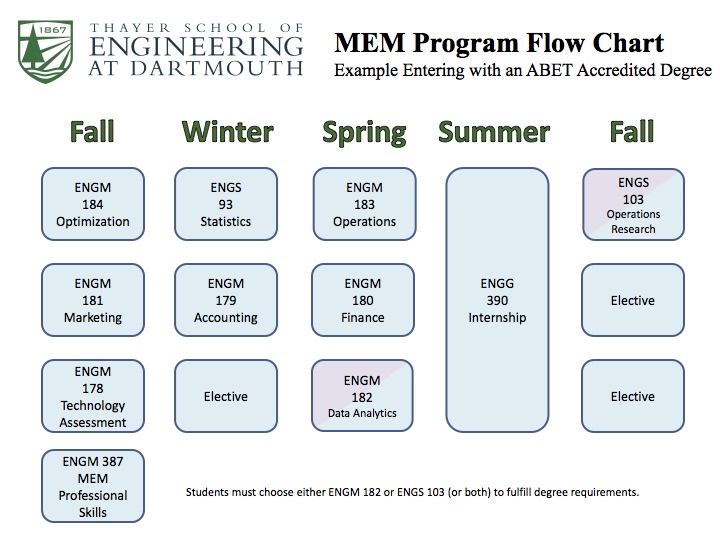 1867
THAYER SCHOOL OF
ENGINEERING
AT DARTMOUTH
MEM Program Flow Chart
Example Entering with an ABET Accredited Degree
Fall
Winter
Spring
Summer
Fall
ENGM
184
Optimization
ENGS
93
Statistics
ENGM
183
Operations
ENGG
390
Internship
ENGS
103
Operations
Research
ENGM
181
Marketing
ENGM
179
Accounting
ENGM
180
Finance
Elective
ENGM
178
Technology
Assessment
Elective
ENGM
182
Data Analytics
Elective
ENGM 387
MEM
Professional
Skills
Students must choose either ENGM 182 or ENGS 103 (or both) to fulfill degree requirements.